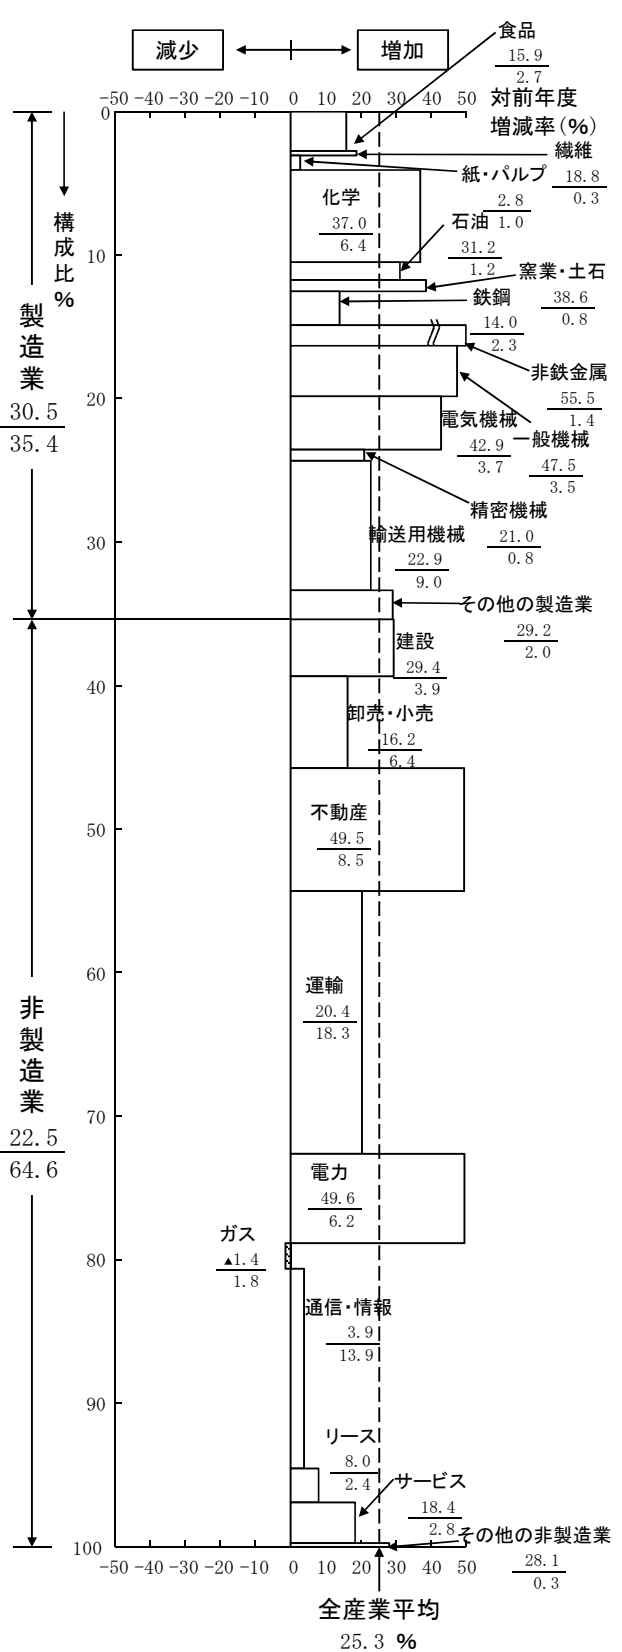 減少
増加
食品
15.9
2.7
-50 -40 -30 -20 -10 0 10 20 30 40 50
対前年度
増減率(%)
繊維
18.8
0.3
紙・パルプ
2.8
1.0
化学
37.0
6.4
石油
31.2
1.2
窯業・土石
38.6
0.8
鉄鋼
14.0
2.3
非鉄金属
55.5
1.4
一般機械
47.5
3.5
電気機械
42.9
3.7
精密機械
21.0
0.8
輸送用機械
22.9
9.0
その他の製造業
29.2
2.0
建設
29.4
3.9
卸売・小売
16.2
6.4
不動産
49.5
8.5
運輸
20.4
18.3
電力
49.6
6.2
ガス
▲1.4
1.8
通信・情報
3.9
13.9
リース
8.0
2.4
サービス
18.4
2.8
その他の非製造業
28.1
0.3
0
10
20
30
40
50
60
70
80
90
100
構成比%
製造業
30.5
35.4
非製造業
22.5
64.6
-50 -40 -30 -20 -10 0 10 20 30 40 50
全産業平均
25.3 %